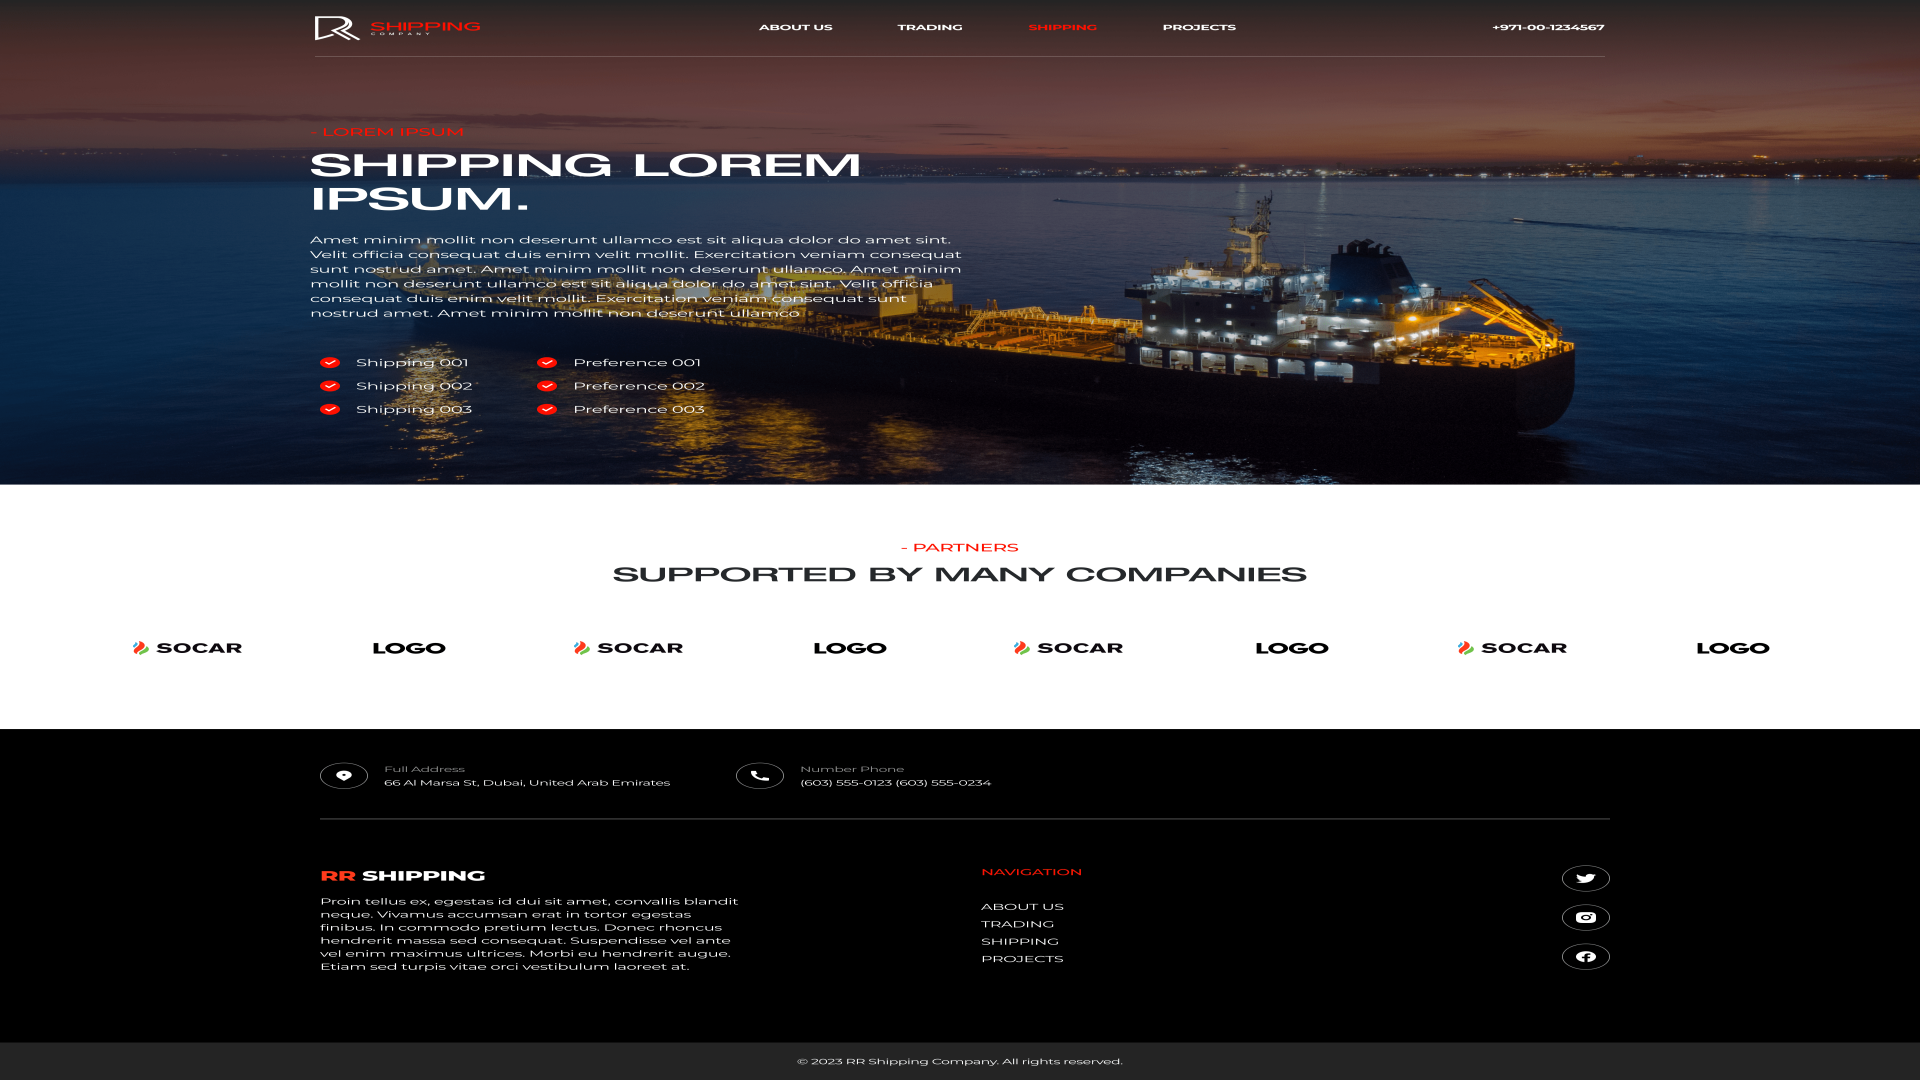 SHIPPING
COMPANY
ABOUT US
TRADING
SHIPPING
PROJECTS
+971-00-1234567
- LOREM IPSUM
SHIPPING LOREM
IPSUM.
Amet minim mollit non deserunt ullamco est sit aliqua dolor do amet sint.
Velit officia consequat duis enim velit mollit. Exercitation veniam consequat
sunt nostrud amet. Amet minim mollit non deserunt ullamco. Amet minim
mollit non deserunt ullamco est sit aliqua dolor do amet sint. Velit officia
consequat duis enim velit mollit. Exercitation veniam consequat sunt
nostrud amet. Amet minim mollit non deserunt ullamco
Shipping 001
Preference 001
Shipping 002
Preference 002
Shipping 003
Preference 003
- PARTNERS
SUPPORTED BY MANY COMPANIES
SOCAR
LOGO
SOCAR
LOGO
SOCAR
LOGO
SOCAR
LOGO
Full Address
66 Al Marsa St, Dubai, United Arab Emirates
Number Phone
(603) 555-0123 (603) 555-0234
RR SHIPPING
Proin tellus ex, egestas id dui sit amet, convallis blandit
neque. Vivamus accumsan erat in tortor egestas
finibus. In commodo pretium lectus. Donec rhoncus
hendrerit massa sed consequat. Suspendisse vel ante
vel enim maximus ultrices. Morbi eu hendrerit augue.
Etiam sed turpis vitae orci vestibulum laoreet at.
NAVIGATION
ABOUT US
TRADING
SHIPPING
PROJECTS
© 2023 RR Shipping Company. All rights reserved.